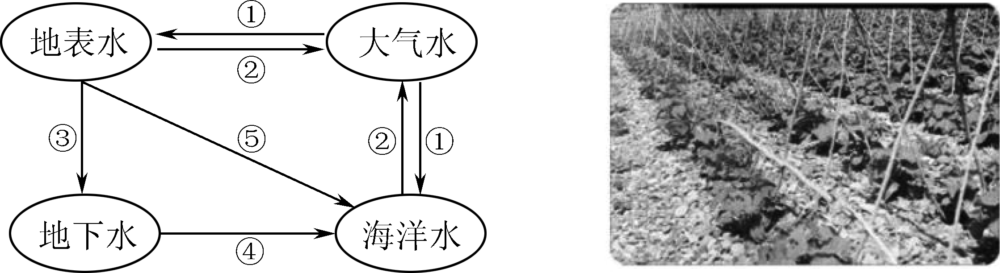 ①
地表水 大气水
②
③ ⑤ ② ①
地下水 海洋水
④